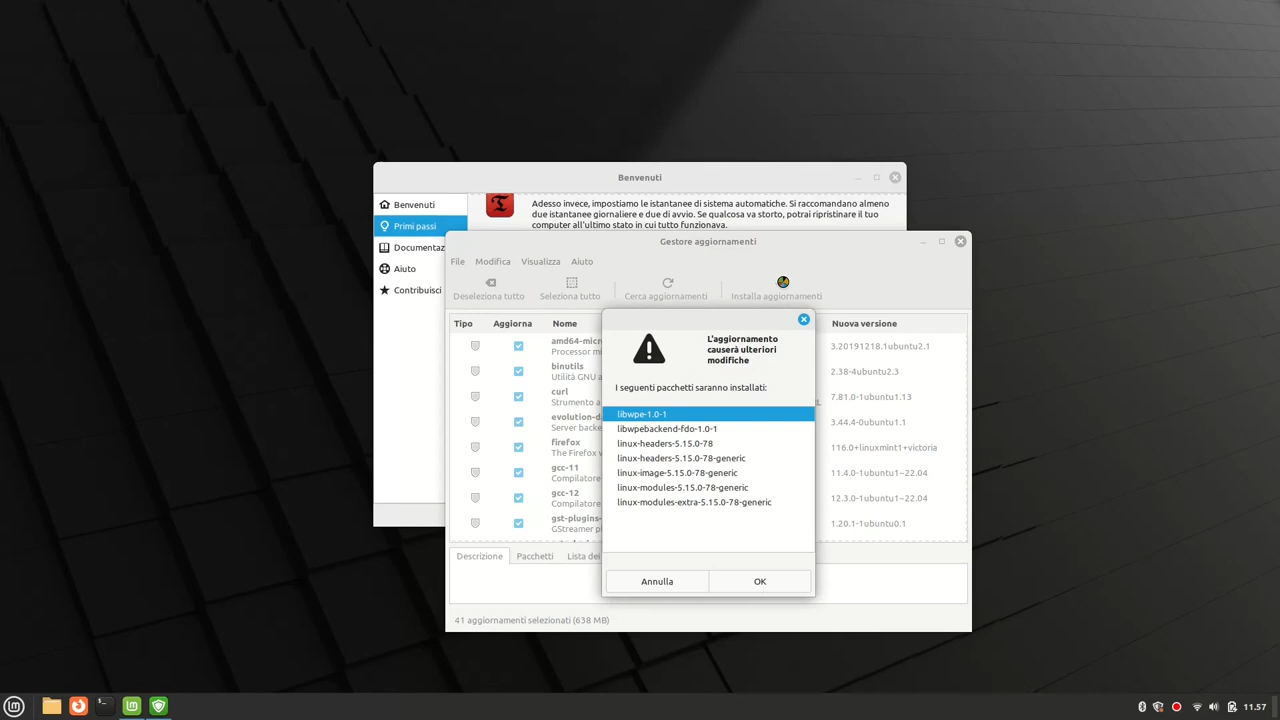 Benvenuti
Benvenuti
Primi passi
Documentaz
Aiuto
Contribuisci
Adesso invece, impostiamo le istantanee di sistema automatiche. Si raccomandano almeno
due istantanee giornaliere e due di avvio. Se qualcosa va storto, potrai ripristinare il tuo
computer all'ultimo stato in cui tutto funzionava.
Gestore aggiornamenti
File Modifica Visualizza Aiuto
Deseleziona tutto Seleziona tutto Cerca aggiornamenti Installa aggiornamenti
Tipo Aggiorna Nome Nuova versione
amd64-micr
Processor mi
3.20191218.1ubuntu2.1
binutils
Utilità GNU a
2.38-4ubuntu2.3
curl
Strumento a
7.81.0-1ubuntu1.13
evolution-da
Server backe
3.44.4-0ubuntu1.1
firefox
The Firefox v
116.0+linuxmint1+victoria
gcc-11
Compilatore
11.4.0-1ubuntu1~22.04
gcc-12
Compilatore
12.3.0-1ubuntu1~22.04
gst-plugins-
GStreamer p
1.20.1-1ubuntu0.1
L'aggiornamento
causerà ulteriori
modifiche
I seguenti pacchetti saranno installati:
libwpe-1.0-1
libwpebackend-fdo-1.0-1
linux-headers-5.15.0-78
linux-headers-5.15.0-78-generic
linux-image-5.15.0-78-generic
linux-modules-5.15.0-78-generic
linux-modules-extra-5.15.0-78-generic
Annulla OK
Descrizione Pacchetti Lista dei
41 aggiornamenti selezionati (638 MB)
11.57